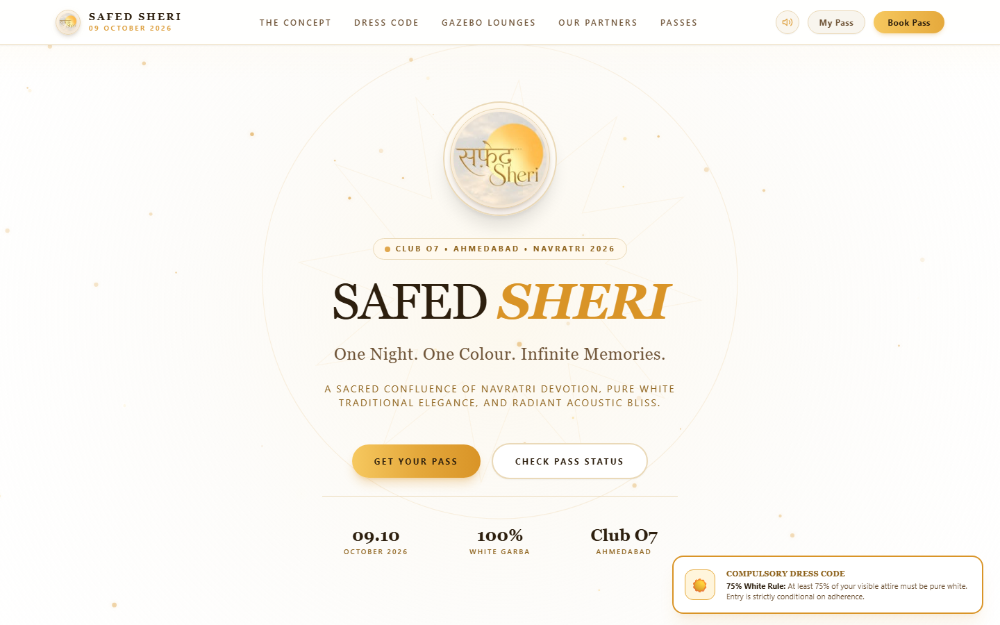 SAFED SHERI
09 OCTOBER 2026
THE CONCEPT
DRESS CODE
GAZEBO LOUNGES
OUR PARTNERS
PASSES
My Pass
Book Pass
सफ़ेद
Sheri
CLUB O7 • AHMEDABAD • NAVRATRI 2026
SAFED SHERI
One Night. One Colour. Infinite Memories.
A SACRED CONFLUENCE OF NAVRATRI DEVOTION, PURE WHITE
TRADITIONAL ELEGANCE, AND RADIANT ACOUSTIC BLISS.
GET YOUR PASS
CHECK PASS STATUS
09.10
OCTOBER 2026
100%
WHITE GARBA
Club O7
AHMEDABAD
COMPULSORY DRESS CODE
75% White Rule: At least 75% of your visible attire must be pure white.
Entry is strictly conditional on adherence.